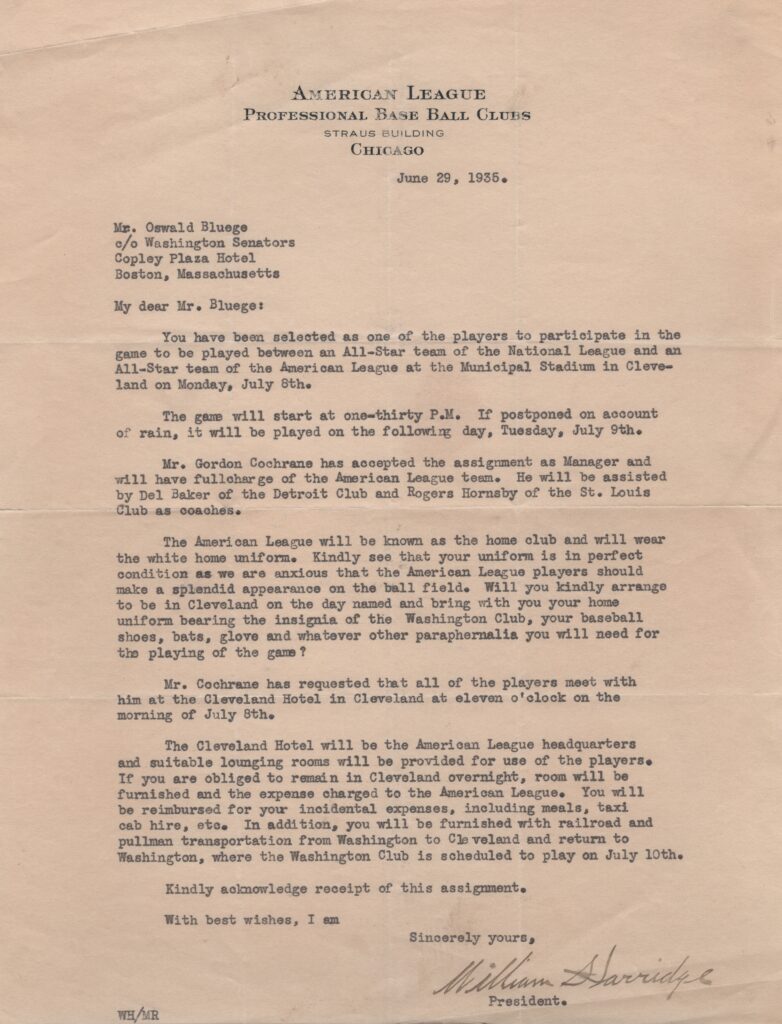 AMERICAN LEAGUE
PROFESSIONAL BASE BALL CLUBS
STRAUS BUILDING
CHICAGO
June 29, 1935.
Mr. Oswald Bluege
c/o Washington Senators
Copley Plaza Hotel
Boston, Massachusetts
My dear Mr. Bluege:
You have been selected as one of the players to participate in the
game to be played between an All-Star team of the National League and an
All-Star team of the American League at the Municipal Stadium in Cleve-
land on Monday, July 8th.
The game will start at one-thirty P.M. If postponed on account
of rain, it will be played on the following day, Tuesday, July 9th.
Mr. Gordon Cochrane has accepted the assignment as Manager and
will have fullcharge of the American League team. He will be assisted
by Del Baker of the Detroit Club and Rogers Hornsby of the St. Louis
Club as coaches.
The American League will be known as the home club and will wear
the white home uniform. Kindly see that your uniform is in perfect
condition as we are anxious that the American League players should
make a splendid appearance on the ball field. Will you kindly arrange
to be in Cleveland on the day named and bring with you your home
uniform bearing the insignia of the Washington Club, your baseball
shoes, bats, glove and whatever other paraphernalia you will need for
the playing of the game?
Mr. Cochrane has requested that all of the players meet with
him at the Cleveland Hotel in Cleveland at eleven o'clock on the
morning of July 8th.
The Cleveland Hotel will be the American League headquarters
and suitable lounging rooms will be provided for use of the players.
If you are obliged to remain in Cleveland overnight, room will be
furnished and the expense charged to the American League. You will
be reimbursed for your incidental expenses, including meals, taxi
cab hire, etc. In addition, you will be furnished with railroad and
pullman transportation from Washington to Cleveland and return to
Washington, where the Washington Club is scheduled to play on July 10th.
Kindly acknowledge receipt of this assignment.
With best wishes, I am
Sincerely yours,
William Harridge
President.
WH/MR